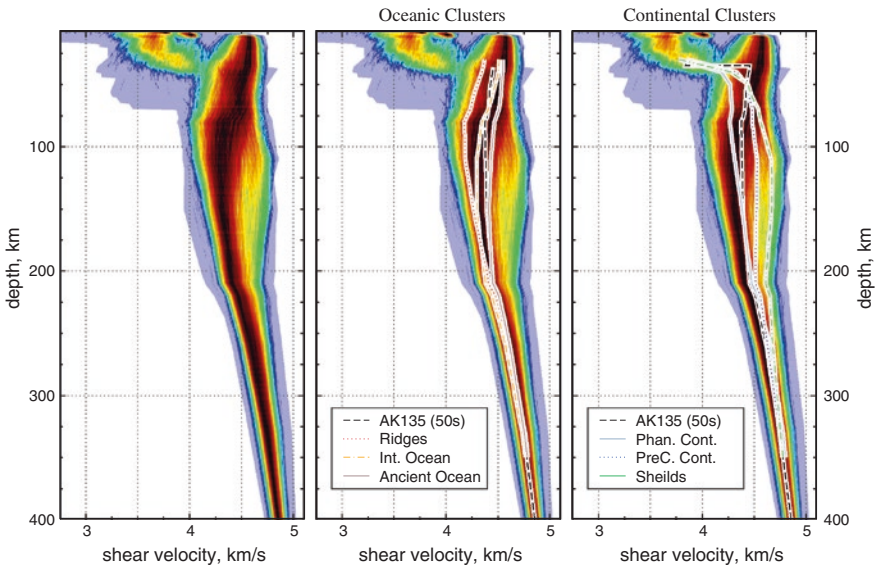 Oceanic Clusters
Continental Clusters
depth, km
100
200
300
400
3
4
5
shear velocity, km/s
AK135 (50s)
Ridges
Int. Ocean
Ancient Ocean
3
4
5
shear velocity, km/s
AK135 (50s)
Phan. Cont.
PreC. Cont.
Sheilds
3
4
5
shear velocity, km/s
100
200
300
400
depth, km